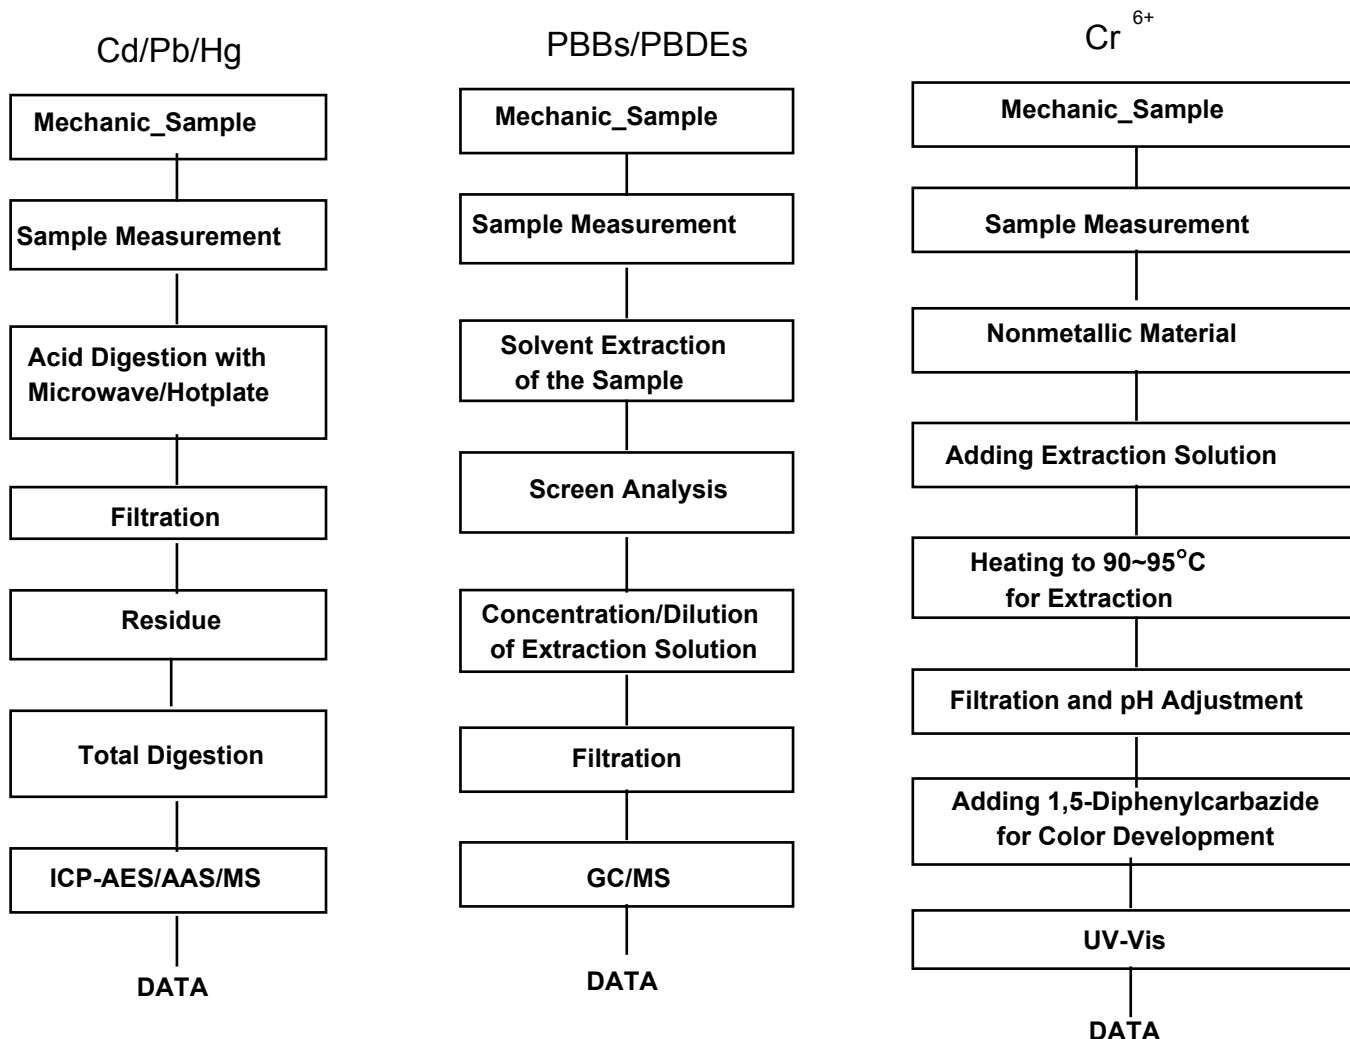 Cd/Pb/Hg
Mechanic_Sample
Sample Measurement
Acid Digestion with
Microwave/Hotplate
Filtration
Residue
Total Digestion
ICP-AES/AAS/MS
DATA
PBBs/PBDEs
Mechanic_Sample
Sample Measurement
Solvent Extraction
of the Sample
Screen Analysis
Concentration/Dilution
of Extraction Solution
Filtration
GC/MS
DATA
Cr 6+
Mechanic_Sample
Sample Measurement
Nonmetallic Material
Adding Extraction Solution
Heating to 90~95°C
for Extraction
Filtration and pH Adjustment
Adding 1,5-Diphenylcarbazide
for Color Development
UV-Vis
DATA